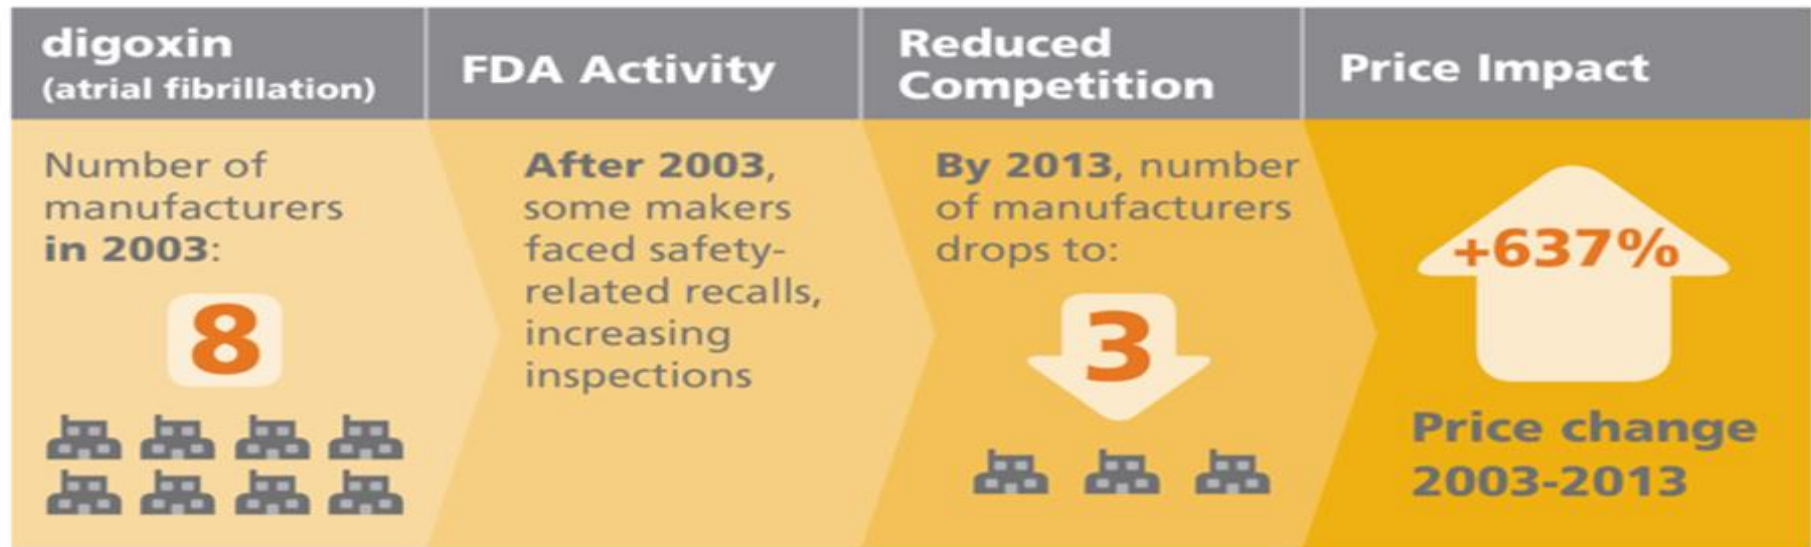 digoxin
(atrial fibrillation)
FDA Activity
Reduced
Competition
Price Impact
Number of
manufacturers
in 2003:
8
After 2003,
some makers
faced safety-
related recalls,
increasing
inspections
By 2013, number
of manufacturers
drops to:
3
+637%
Price change
2003-2013